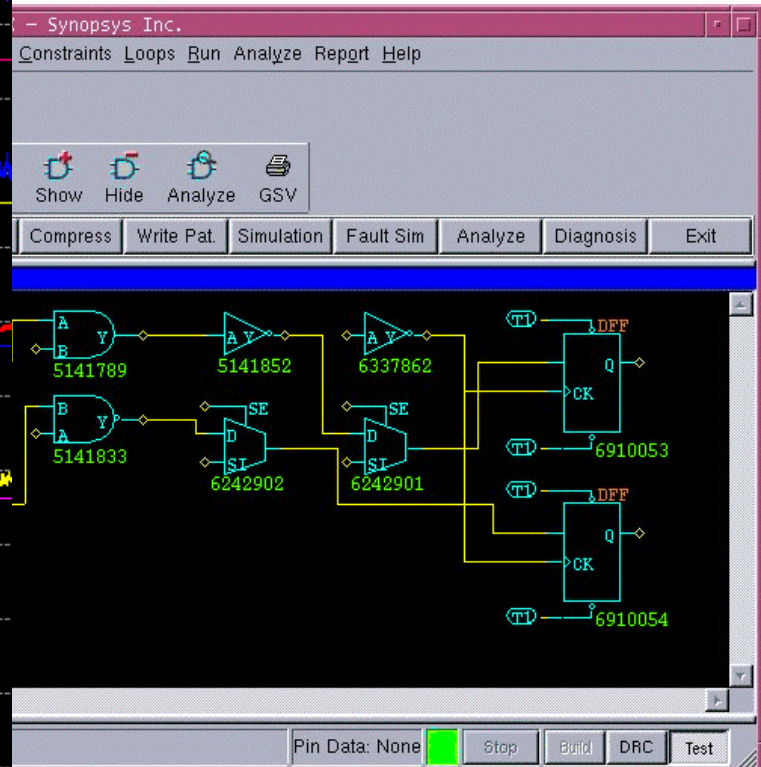 – Synopsys Inc.
Constraints Loops Run Analyze Report Help
Show Hide Analyze GSV
Compress Write Pat. Simulation Fault Sim Analyze Diagnosis Exit
T1 DFF
A Y A Y A Y
B Q
5141789 5141852 6337862
CK
B SE SE
Y D D
A T1
5141833 SI SI 6910053
6242902 6242901
T1 DFF
Q
CK
T1 6910054
Pin Data: None Stop Build DRC Test